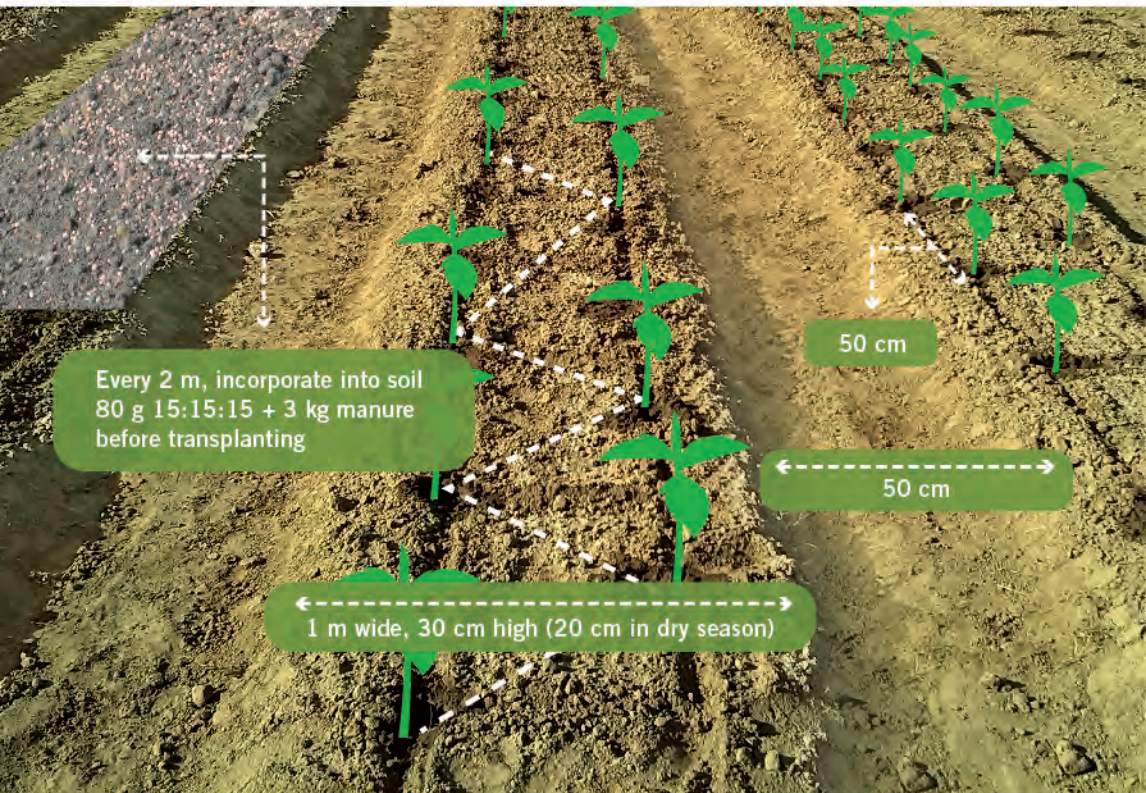 Every 2 m, incorporate into soil
80 g 15:15:15 + 3 kg manure
before transplanting
50 cm
50 cm
1 m wide, 30 cm high (20 cm in dry season)